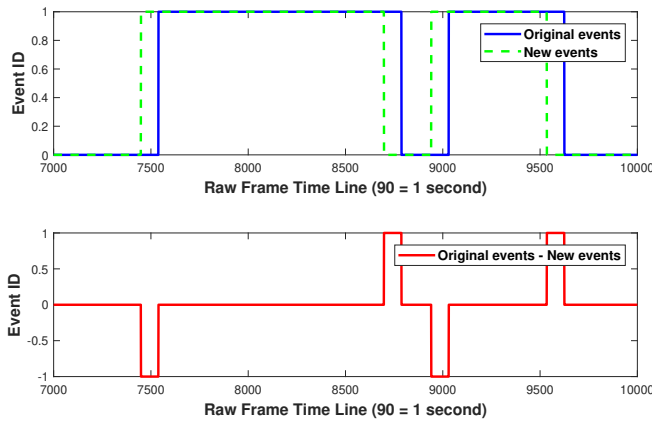 1
0.8
0.6
0.4
0.2
0
Event ID
Original events
New events
7000 7500 8000 8500 9000 9500 10000
Raw Frame Time Line (90 = 1 second)
1
0.5
0
-0.5
-1
Event ID
Original events - New events
7000 7500 8000 8500 9000 9500 10000
Raw Frame Time Line (90 = 1 second)